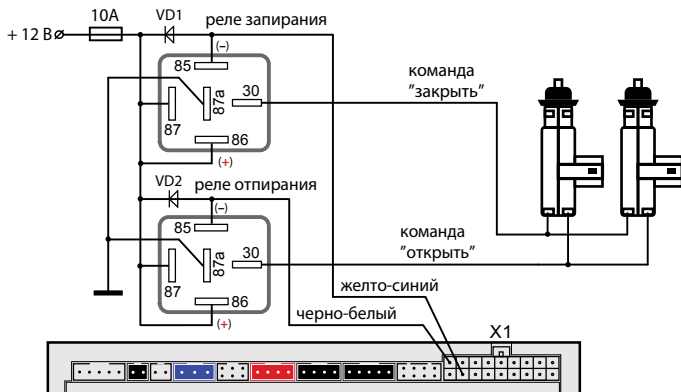 10А
VD1
реле запирания
+ 12 В
(–)
85
30
87a
87
86
(+)
команда
"закрыть"
VD2
реле отпирания
(–)
85
30
87a
87
86
(+)
команда
"открыть"
желто-синий
черно-белый
X1